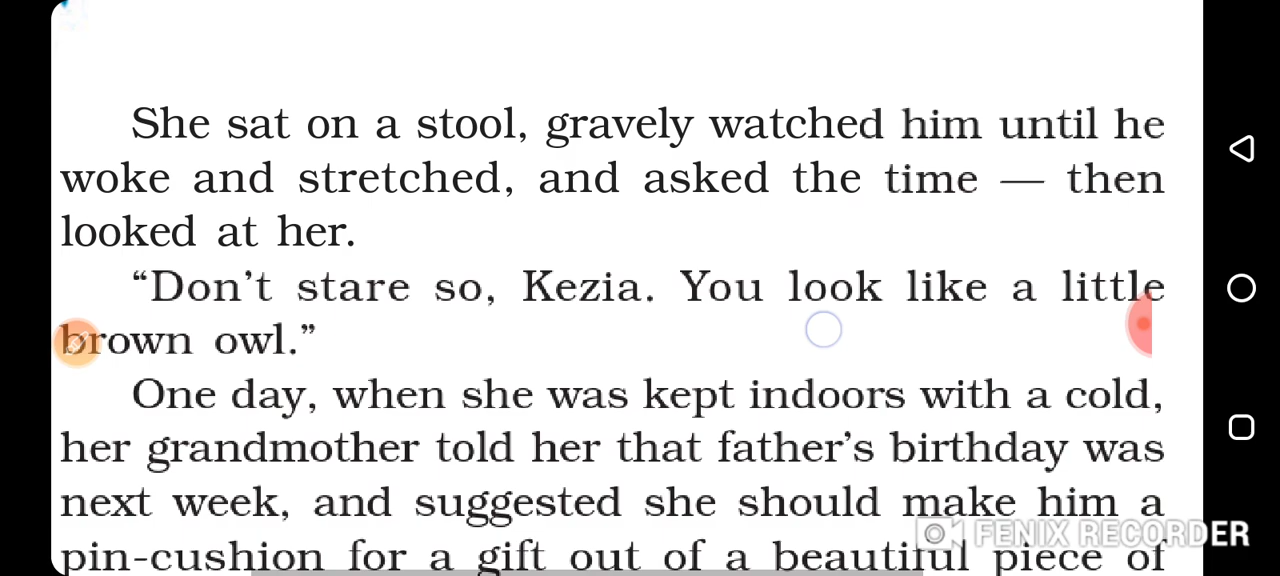 She sat on a stool, gravely watched him until he
woke and stretched, and asked the time — then
looked at her.
“Don’t stare so, Kezia. You look like a little
brown owl.”
One day, when she was kept indoors with a cold,
her grandmother told her that father’s birthday was
next week, and suggested she should make him a
pin-cushion for a gift out of a beautiful piece of
FENIX RECORDER